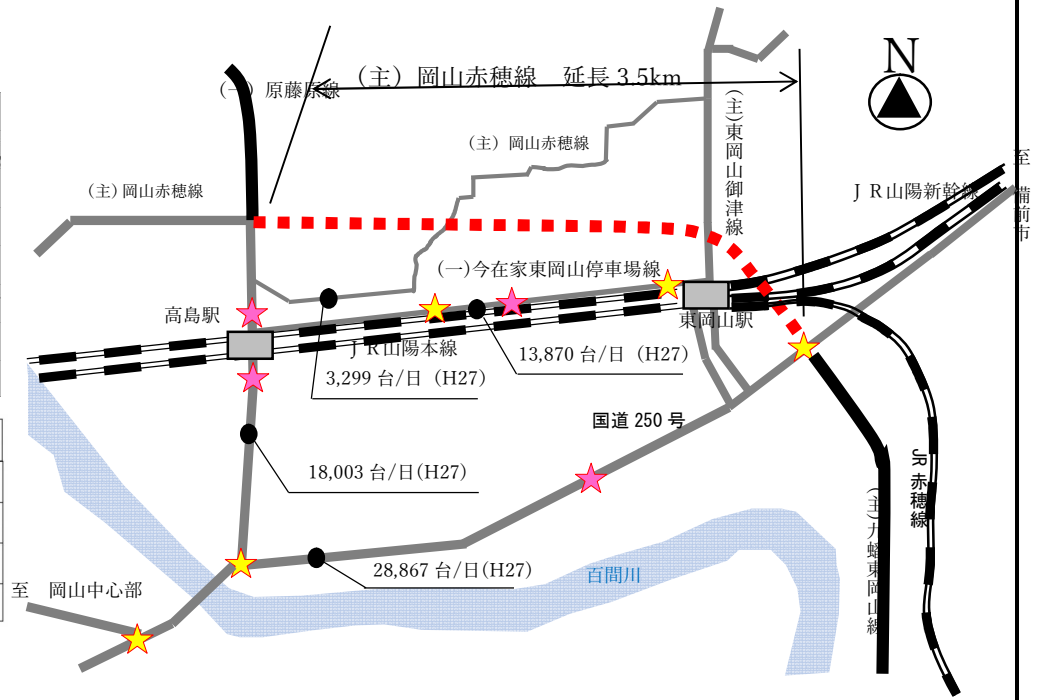 N
(主) 岡山赤穂線　延長 3.5km
(一) 原藤原線
(主)東岡山御津線
(主) 岡山赤穂線
至　備前市
(主) 岡山赤穂線
ＪＲ山陽新幹線
(一)今在家東岡山停車場線
高島駅
東岡山駅
ＪＲ山陽本線
13,870 台/日（H27)
3,299 台/日（H27)
国道 250 号
JR 赤穂線
18,003 台/日(H27)
(主)九蟠東岡山線
28,867 台/日(H27)
百間川
至　岡山中心部